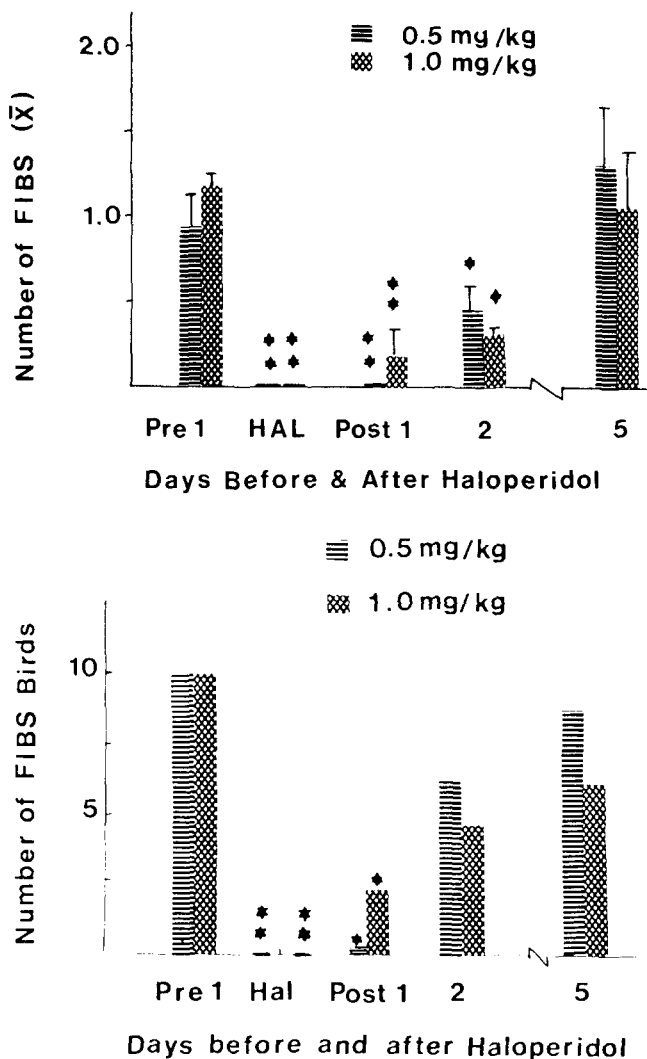 2.0
0.5 mg/kg
1.0 mg/kg
Number of FIBS (X̄)
1.0
Pre 1 HAL Post 1 2 5
Days Before & After Haloperidol
0.5 mg/kg
1.0 mg/kg
Number of FIBS Birds
10
5
Pre 1 Hal Post 1 2 5
Days before and after Haloperidol